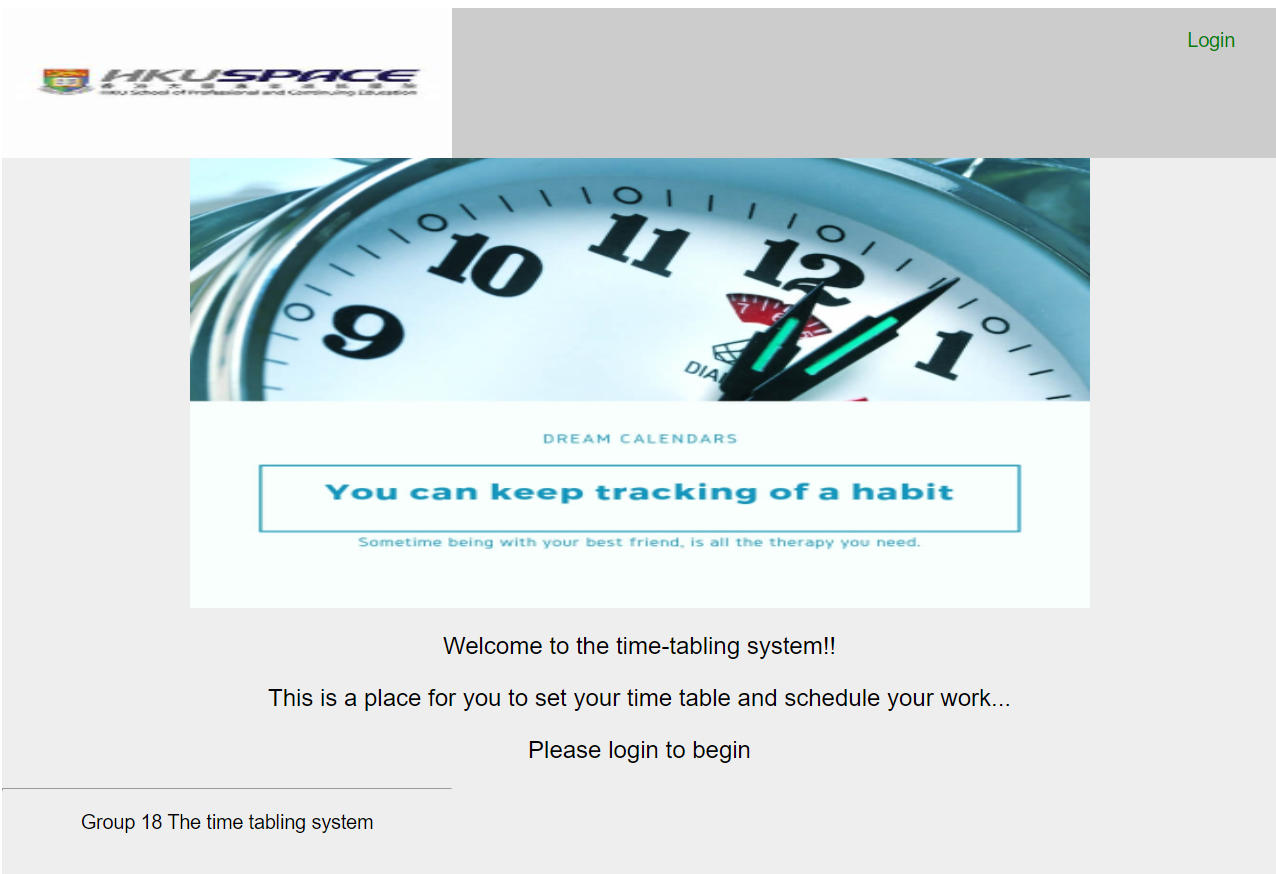 HKUSPACE
HKU School of Professional and Continuing Education
Login
9 10 11 12 1
7 6
DREAM CALENDARS
You can keep tracking of a habit
Sometime being with your best friend, is all the therapy you need.
Welcome to the time-tabling system!!
This is a place for you to set your time table and schedule your work...
Please login to begin
Group 18 The time tabling system